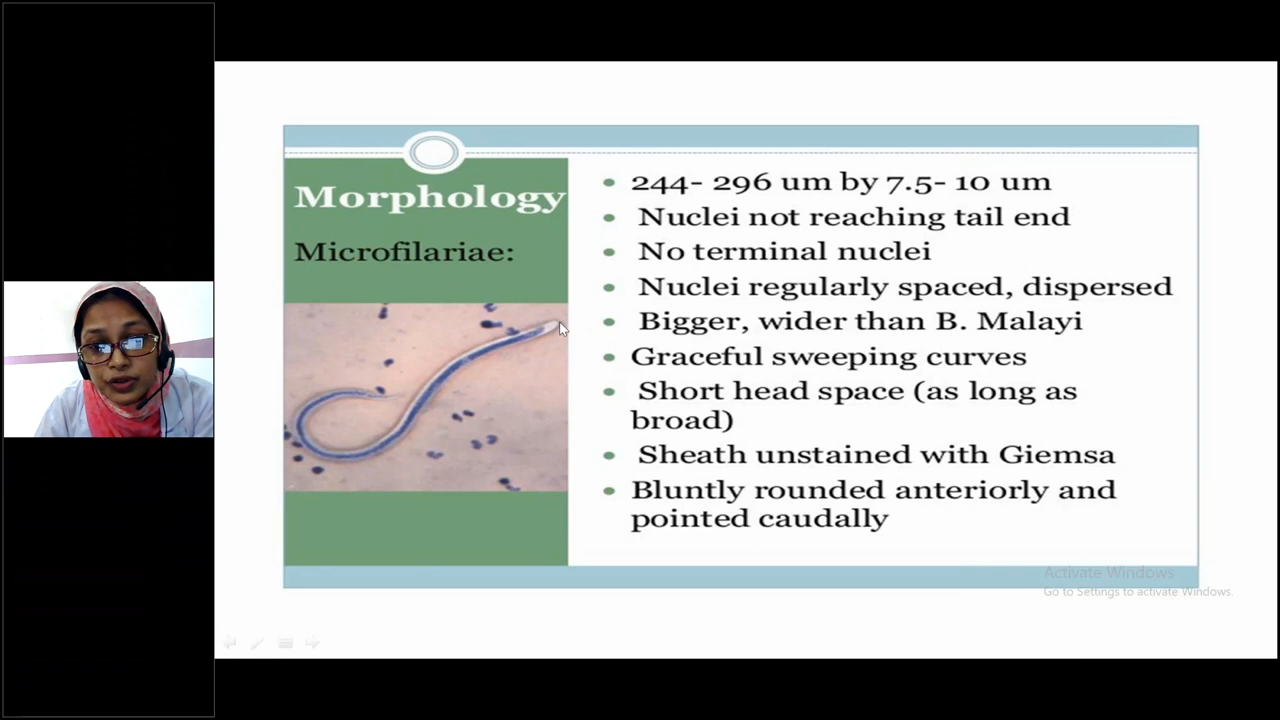 Morphology
Microfilariae:
244- 296 um by 7.5- 10 um
Nuclei not reaching tail end
No terminal nuclei
Nuclei regularly spaced, dispersed
Bigger, wider than B. Malayi
Graceful sweeping curves
Short head space (as long as
broad)
Sheath unstained with Giemsa
Bluntly rounded anteriorly and
pointed caudally
Activate Windows
Go to Settings to activate Windows.